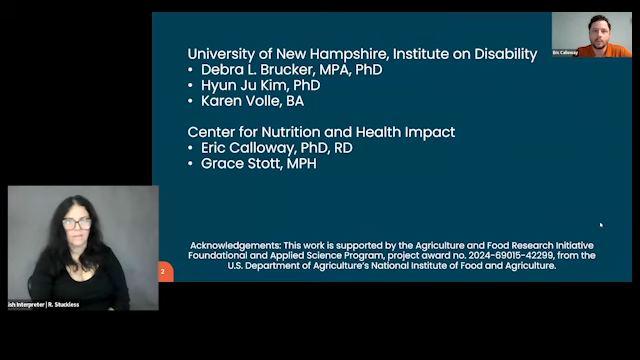 University of New Hampshire, Institute on Disability
• Debra L. Brucker, MPA, PhD
• Hyun Ju Kim, PhD
• Karen Volle, BA
Center for Nutrition and Health Impact
• Eric Calloway, PhD, RD
• Grace Stott, MPH
Acknowledgements: This work is supported by the Agriculture and Food Research Initiative
Foundational and Applied Science Program, project award no. 2024-69015-42299, from the
U.S. Department of Agriculture's National Institute of Food and Agriculture.
2
Eric Calloway
lish Interpreter | R. Stuckless